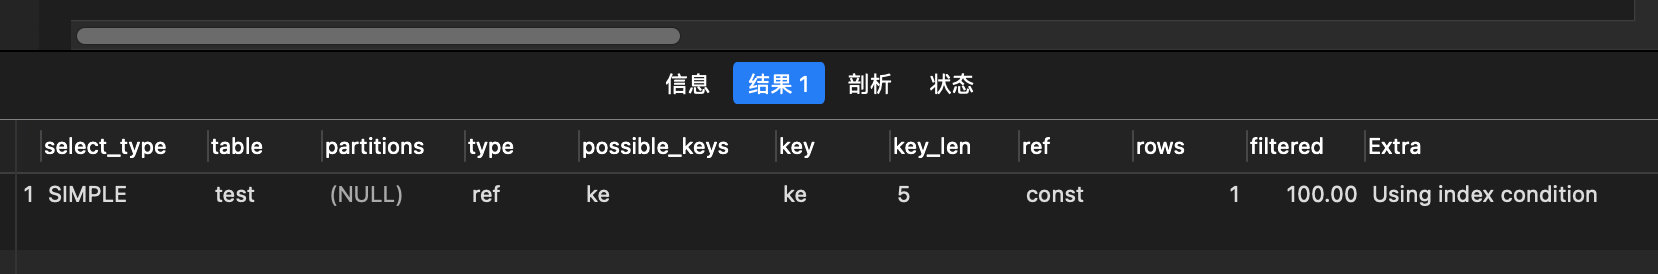 信息 结果 1 剖析 状态
select_type table partitions type possible_keys key key_len ref rows filtered Extra
1 SIMPLE test (NULL) ref ke ke 5 const 1 100.00 Using index condition